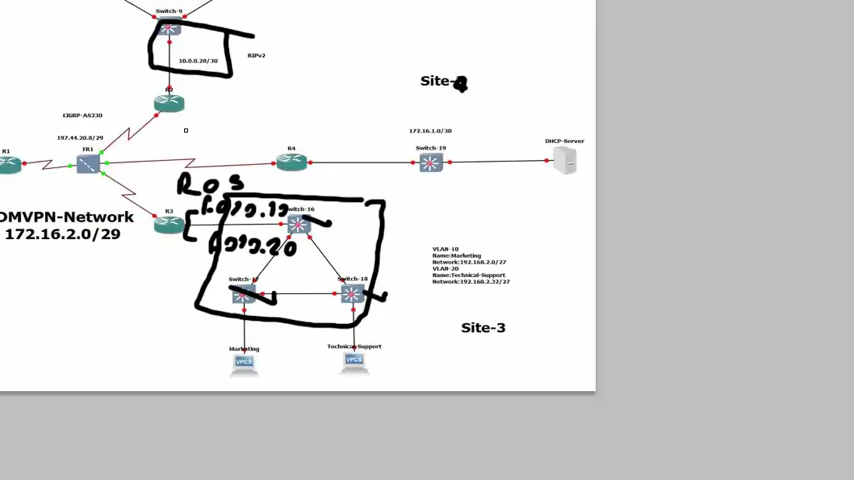 Switch-9
10.0.0.28/30
RIPv2
Site-
EIGRP-AS230
197.44.20.8/29
172.16.1.0/30
R1
FR1
R4
Switch-19
DHCP-Server
R o s
DMVPN-Network
172.16.2.0/29
R3
Switch-18
VLAN-10
Name:Marketing
Network:192.168.2.0/27
VLAN-20
Name:Technical-Support
Network:192.168.2.32/27
Site-3
Marketing
Technical-Support
VPCS
VPCS